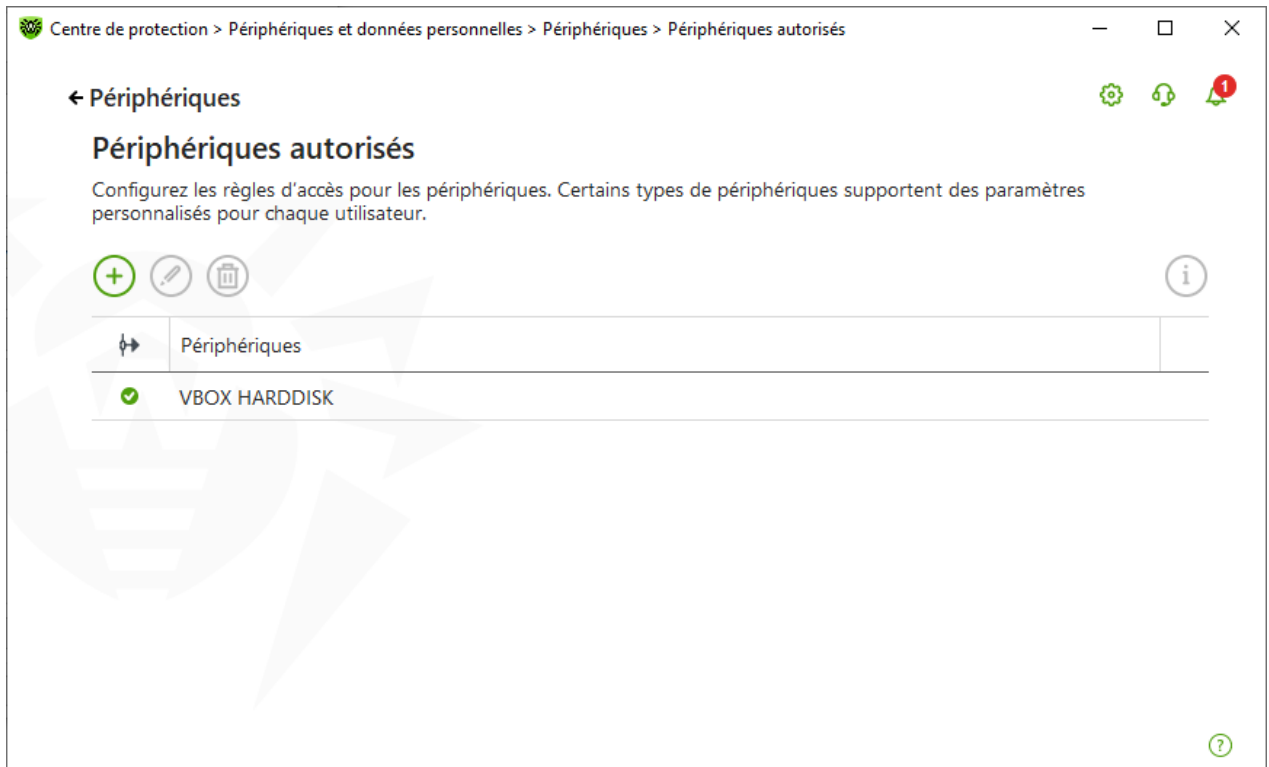 Centre de protection > Périphériques et données personnelles > Périphériques > Périphériques autorisés
Périphériques
1
Périphériques autorisés
Configurez les règles d'accès pour les périphériques. Certains types de périphériques supportent des paramètres
personnalisés pour chaque utilisateur.
i
Périphériques
VBOX HARDDISK
?